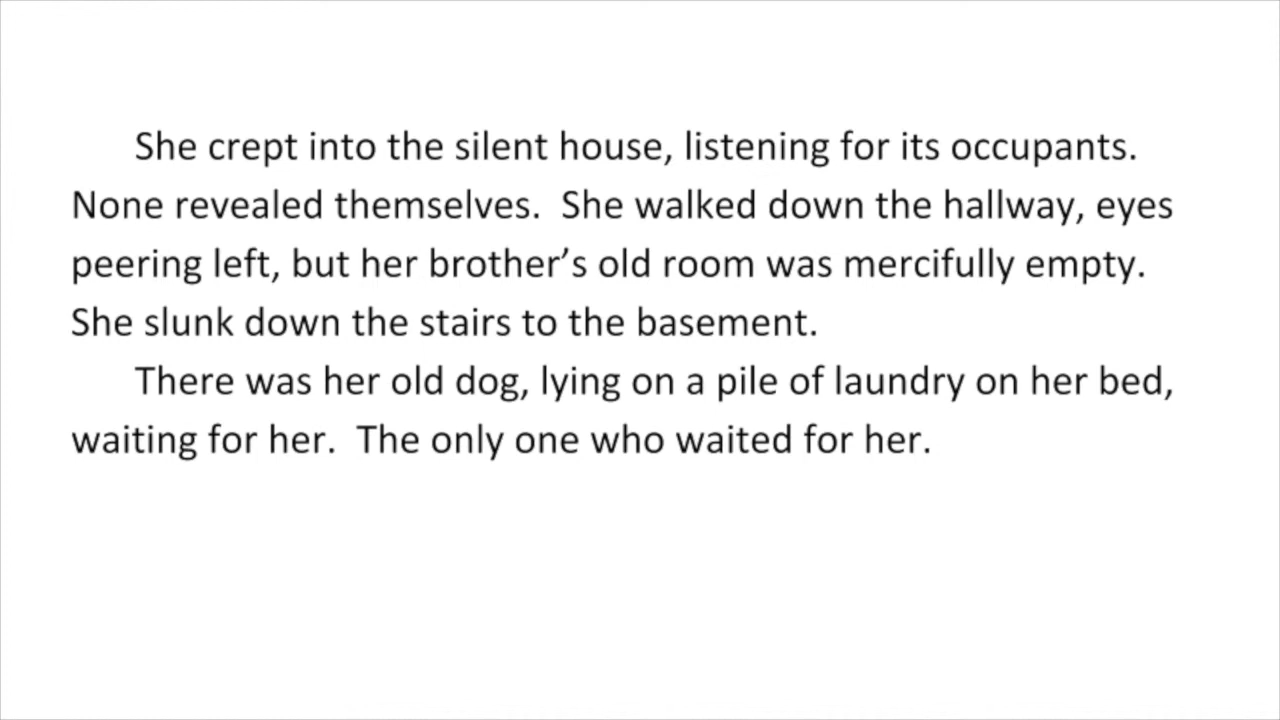 She crept into the silent house, listening for its occupants.
None revealed themselves.  She walked down the hallway, eyes
peering left, but her brother’s old room was mercifully empty.
She slunk down the stairs to the basement.
There was her old dog, lying on a pile of laundry on her bed,
waiting for her.  The only one who waited for her.